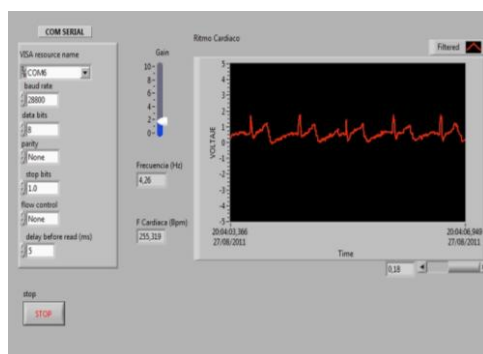 COM SERIAL
VISA resource name
COM6
baud rate
28800
data bits
8
parity
None
stop bits
1.0
flow control
None
delay before read (ms)
5
stop
STOP
Gain
10-
8-
6-
4-
2-
0-
Frecuencia (Hz)
4,26
F Cardiaca (Bpm)
255,319
Ritmo Cardiaco
Filtered
VOLTAJE
5-
4-
3-
2-
1-
0-
-1-
-2-
-3-
-4-
-5-
20:04:03,366
27/08/2011
20:04:06,949
27/08/2011
Time
0,18